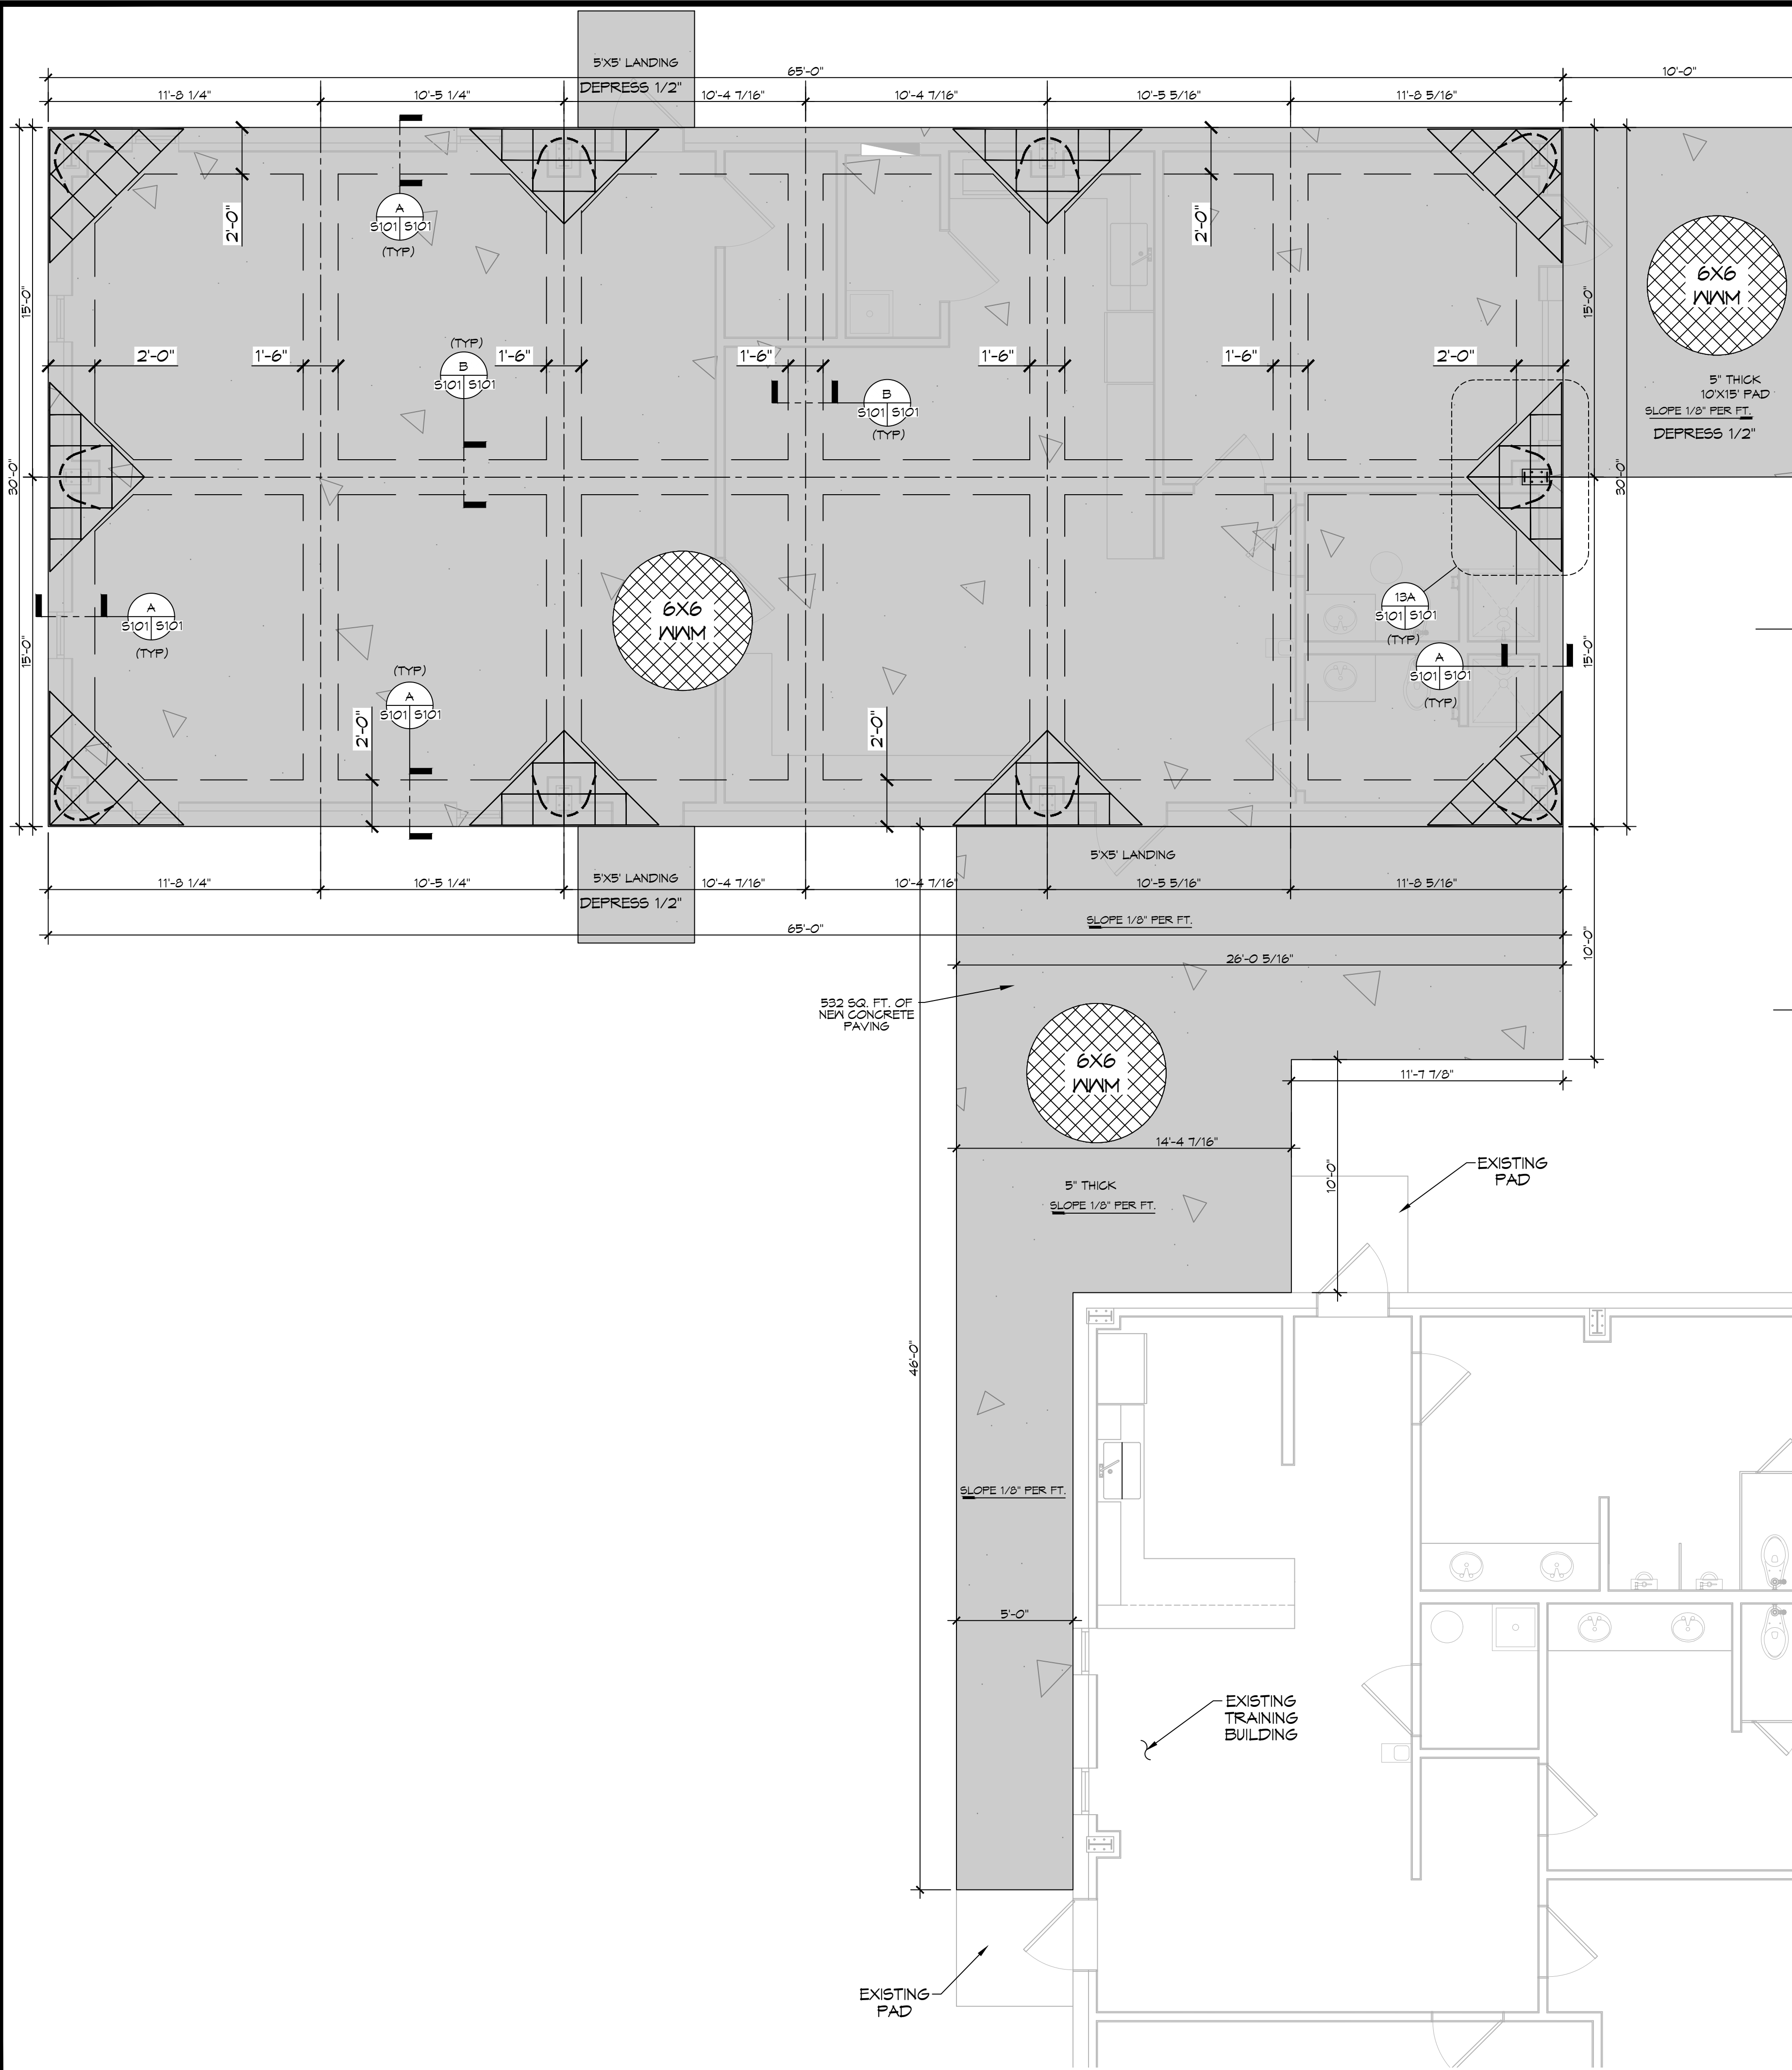 5'X5' LANDING
DEPRESS 1/2"
65'-0"
10'-0"
11'-8 1/4"
10'-5 1/4"
10'-4 7/16"
10'-4 7/16"
10'-5 5/16"
11'-8 5/16"
2'-0"
A
S101 S101
(TYP)
2'-0"
6X6
WWM
15'-0"
15'-0"
2'-0"
1'-6"
(TYP)
B
S101 S101
1'-6"
1'-6"
B
S101 S101
(TYP)
1'-6"
1'-6"
2'-0"
5" THICK
10'X15' PAD
SLOPE 1/8" PER FT.
DEPRESS 1/2"
30'-0"
30'-0"
A
S101 S101
(TYP)
15'-0"
6X6
WWM
13A
S101 S101
(TYP)
A
S101 S101
(TYP)
15'-0"
(TYP)
A
S101 S101
2'-0"
2'-0"
5'X5' LANDING
5'X5' LANDING
DEPRESS 1/2"
11'-8 1/4"
10'-5 1/4"
10'-4 7/16"
10'-4 7/16"
10'-5 5/16"
11'-8 5/16"
SLOPE 1/8" PER FT.
65'-0"
10'-0"
26'-0 5/16"
532 SQ. FT. OF
NEW CONCRETE
PAVING
6X6
WWM
11'-7 7/8"
14'-4 7/16"
10'-0"
EXISTING
PAD
5" THICK
SLOPE 1/8" PER FT.
46'-0"
SLOPE 1/8" PER FT.
5'-0"
EXISTING
TRAINING
BUILDING
EXISTING
PAD